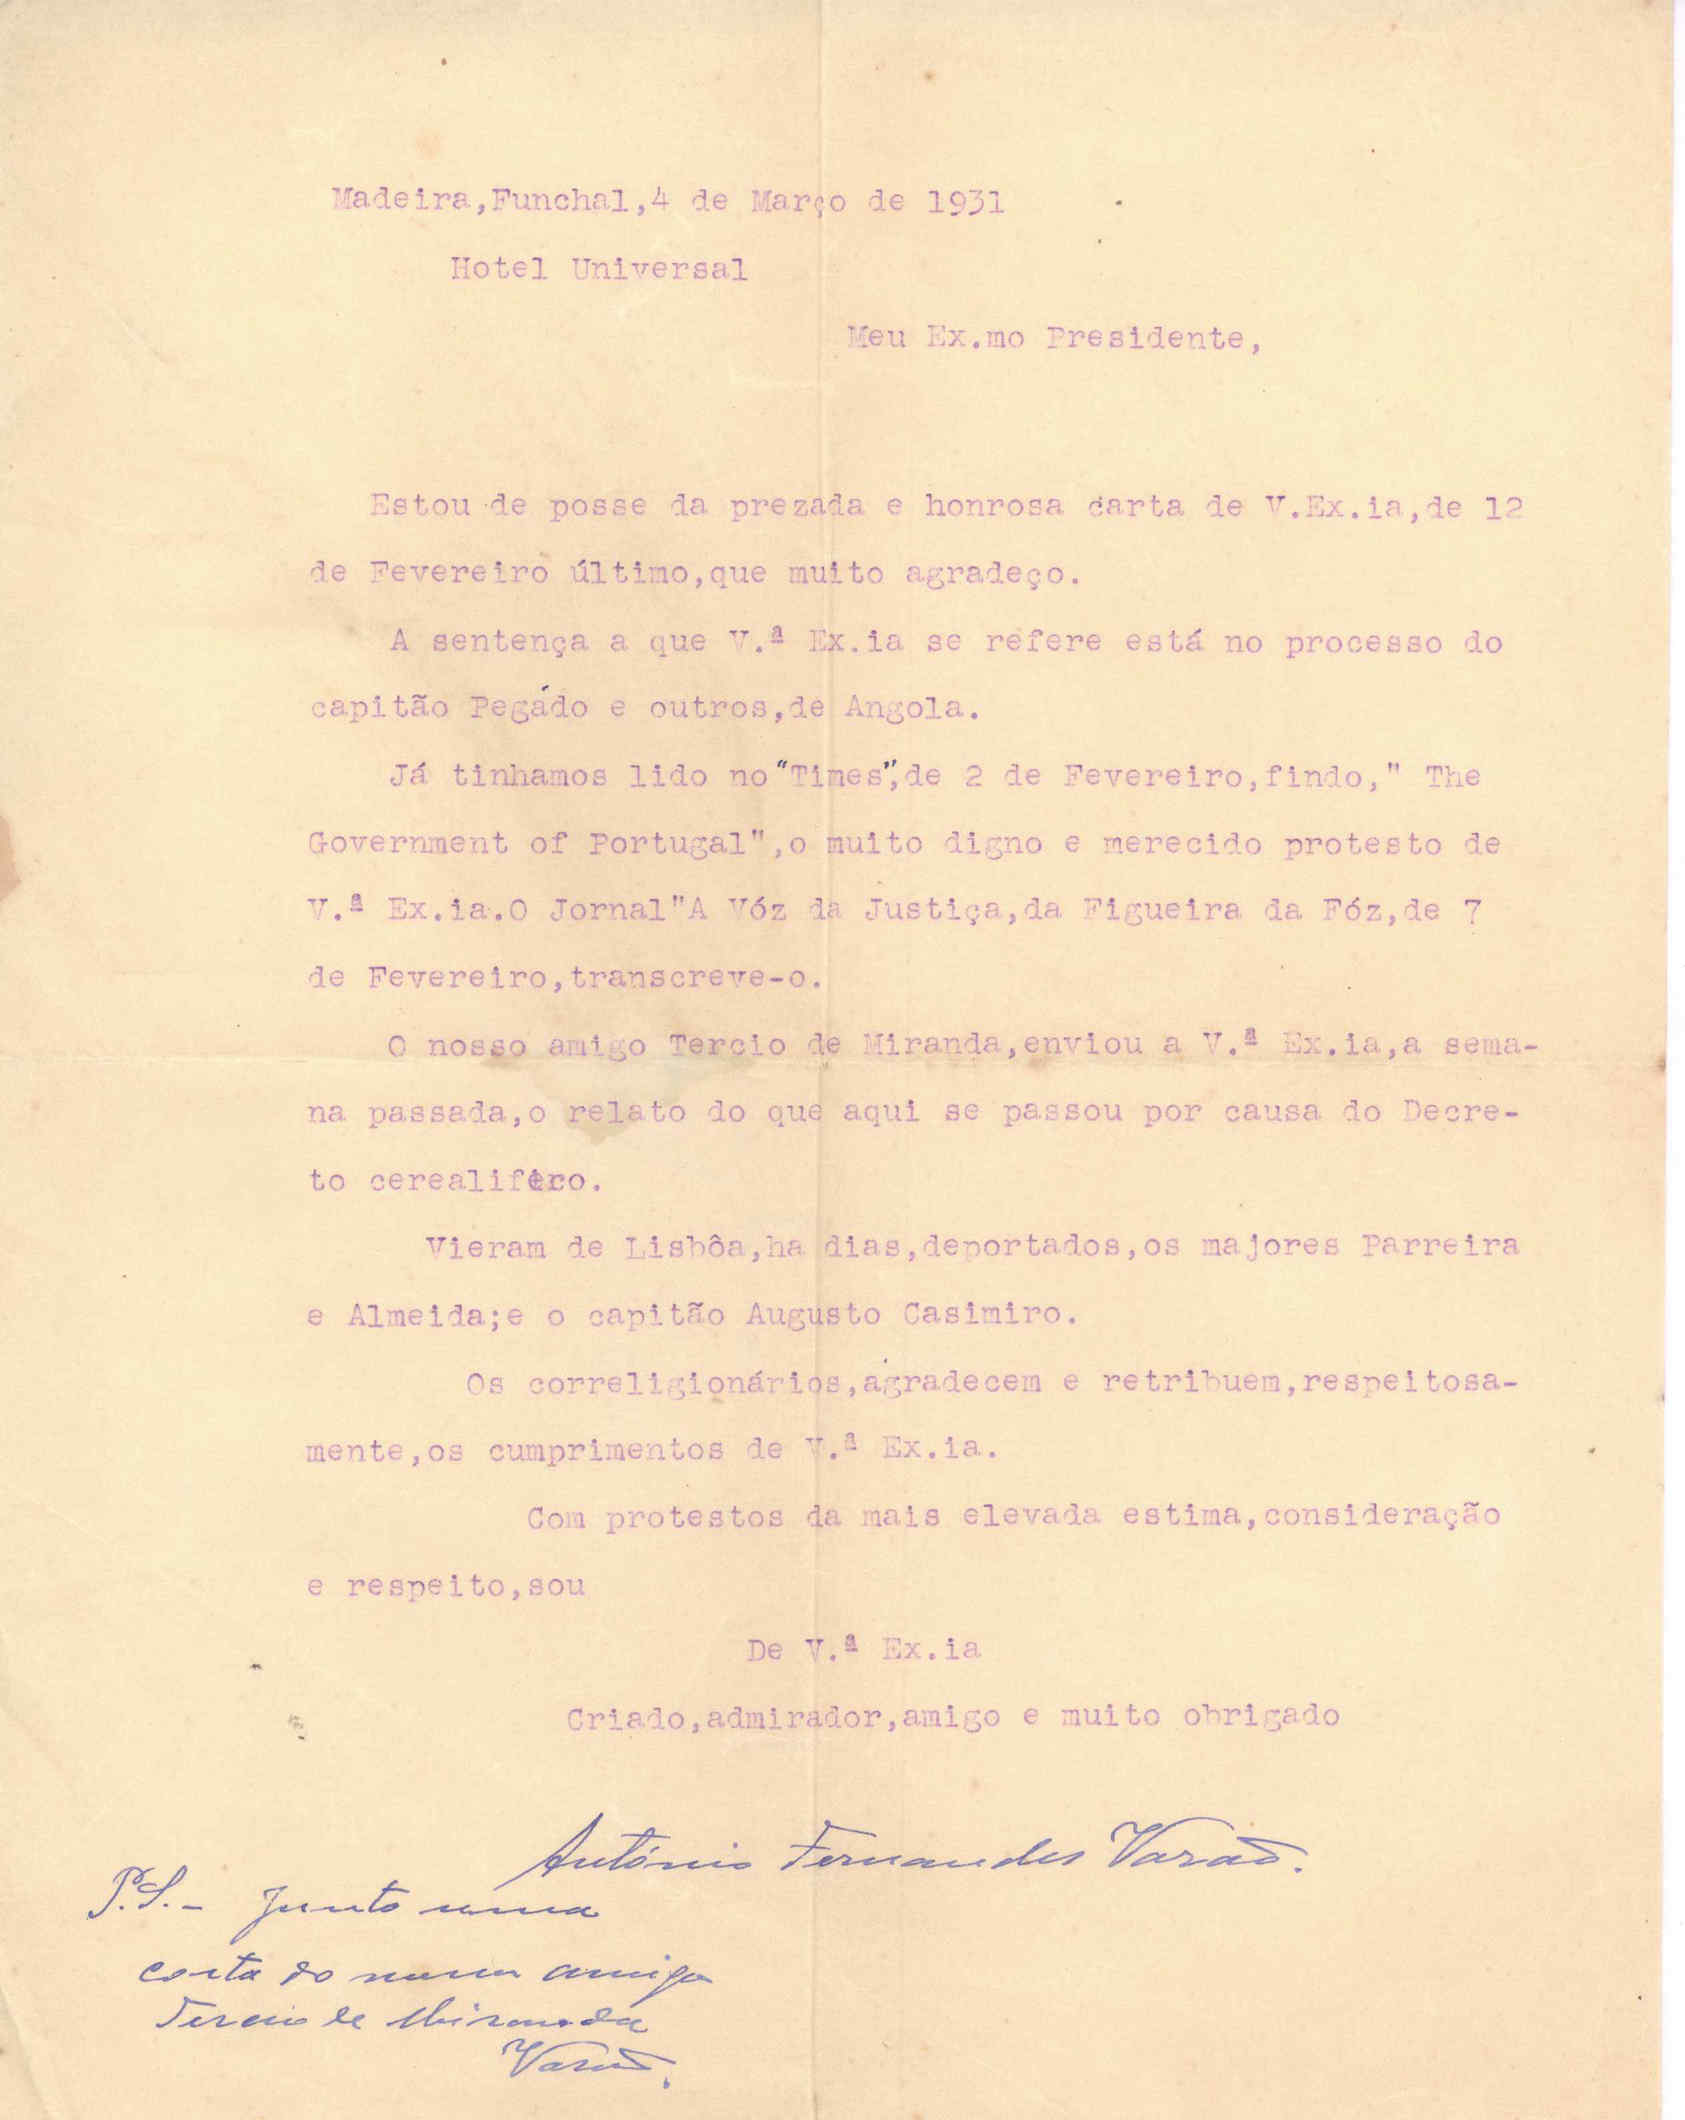 Madeira,Funchal,4 de Março de 1931
Hotel Universal
Meu Ex.mo Presidente,
Estou de posse da prezada e honrosa carta de V.Ex.ia,de 12
de Fevereiro último,que muito agradeço.
A sentença a que V.ª Ex.ia se refere está no processo do
capitão Pegádo e outros,de Angola.
Já tinhamos lido no "Times",de 2 de Fevereiro,findo," The
Government of Portugal",o muito digno e merecido protesto de
V.ª Ex.ia.O Jornal"A Vóz da Justiça,da Figueira da Fóz,de 7
de Fevereiro,transcreve-o.
O nosso amigo Tercio de Miranda,enviou a V.ª Ex.ia,a sema-
na passada,o relato do que aqui se passou por causa do Decre-
to cerealifero.
Vieram de Lisbôa,ha dias,deportados,os majores Parreira
e Almeida;e o capitão Augusto Casimiro.
Os correligionários,agradecem e retribuem,respeitosa-
mente,os cumprimentos de V.ª Ex.ia.
Com protestos da mais elevada estima,consideração
e respeito,sou
De V.ª Ex.ia
Criado,admirador,amigo e muito obrigado
António Fernandes Varão.
P.S.- Junto uma
carta do nosso amigo
Tercio de Miranda
Varão.